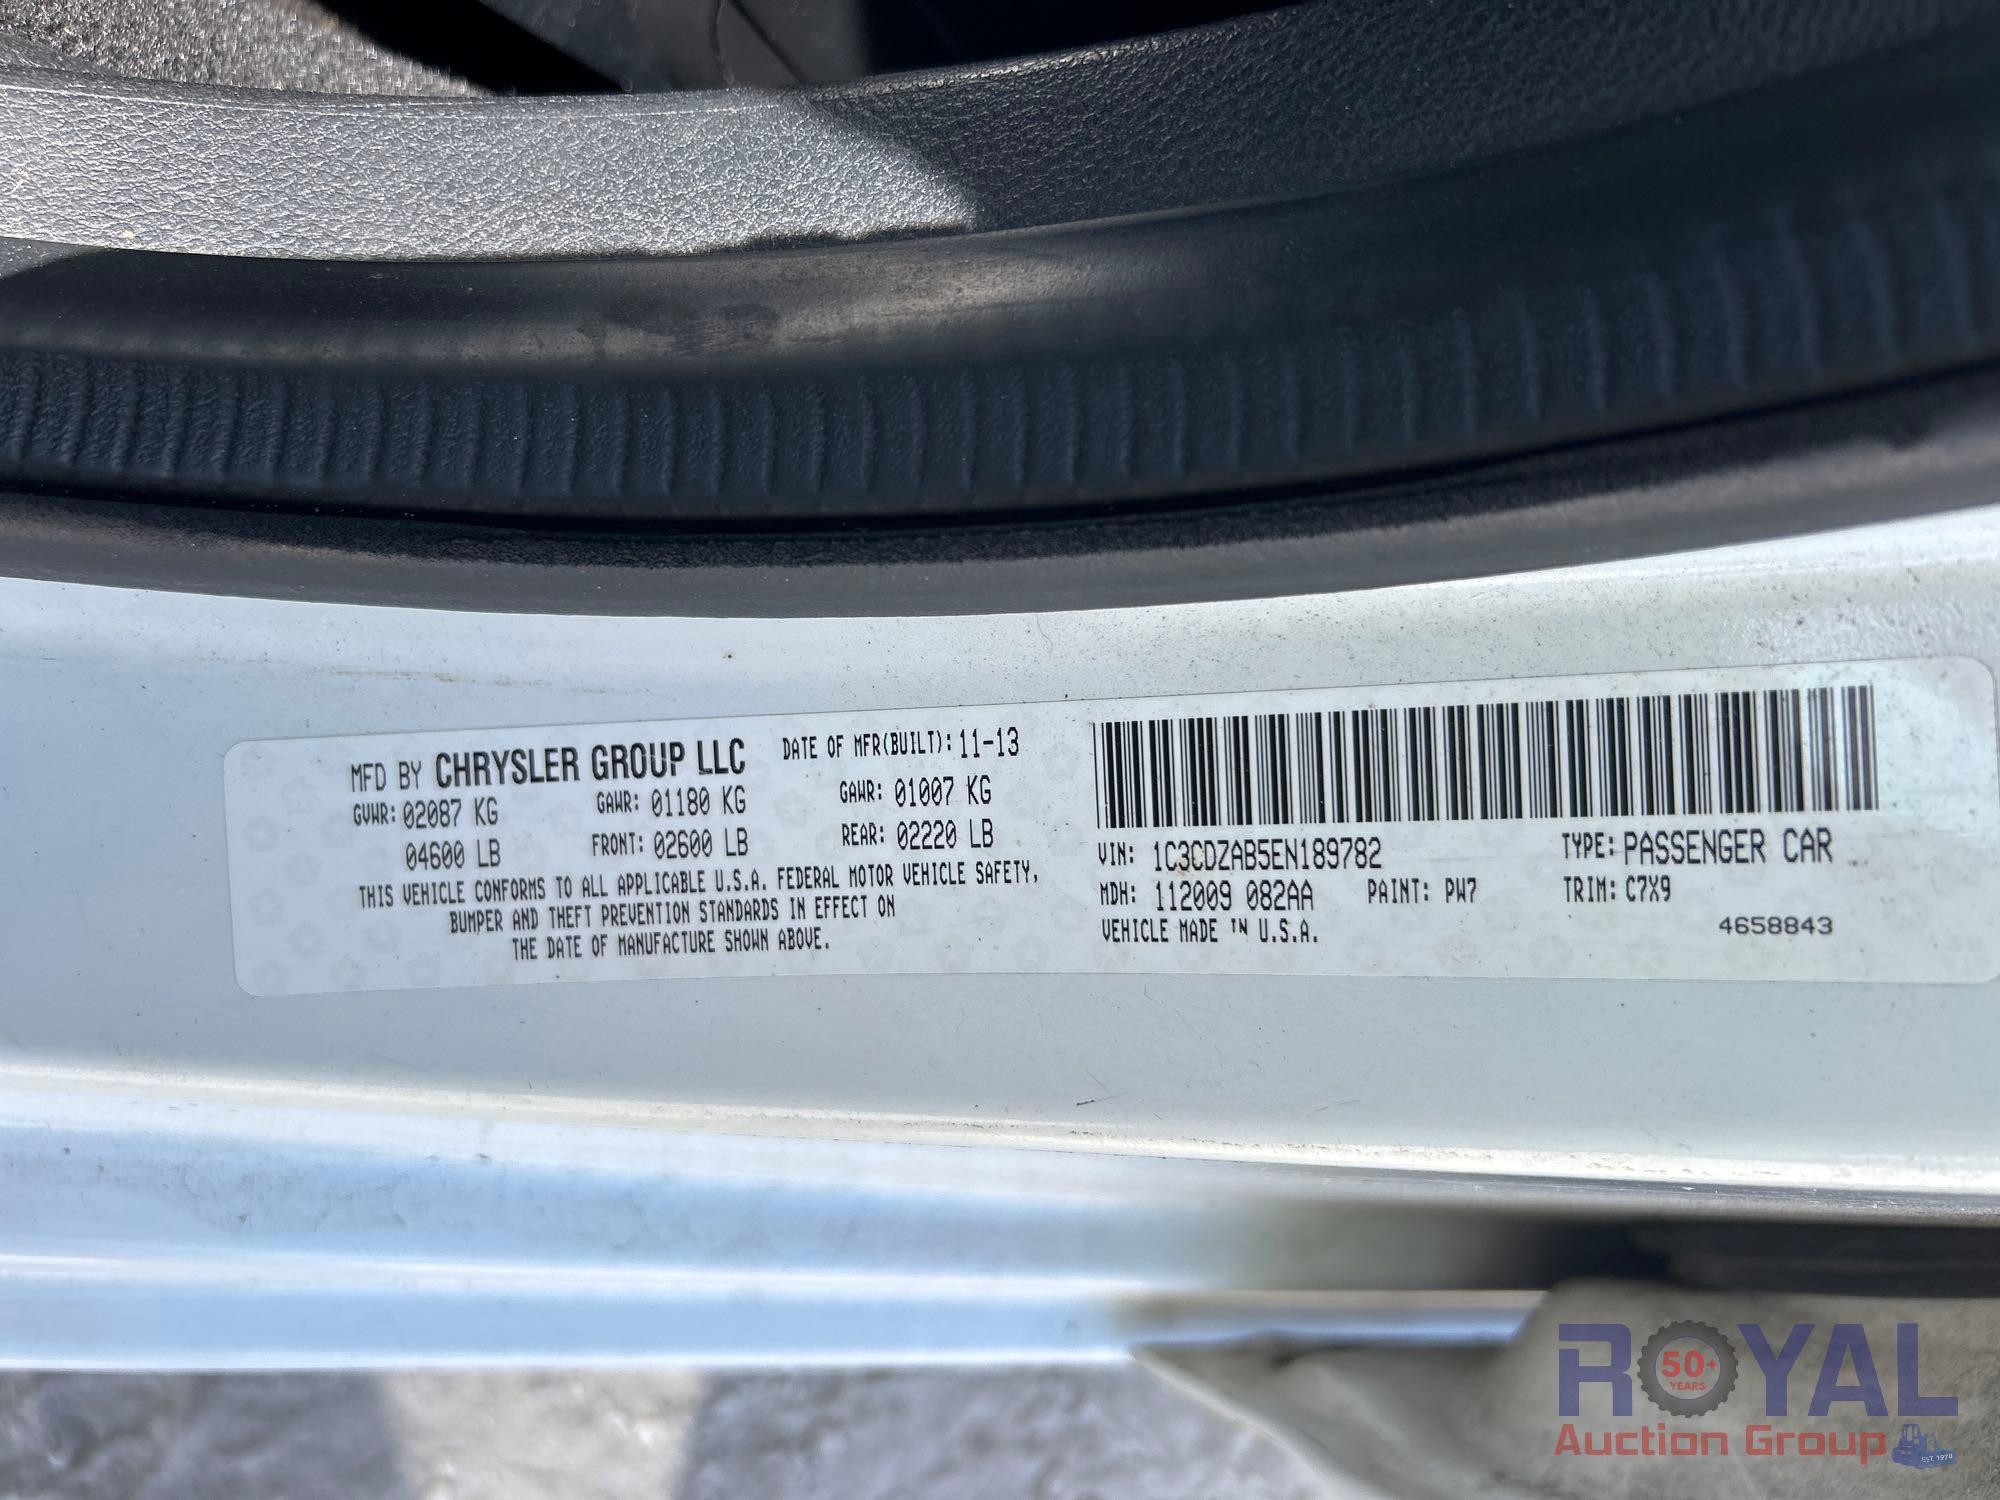 MFD BY CHRYSLER GROUP LLC DATE OF MFR(BUILT): 11-13
GVWR: 02087 KG GAWR: 01180 KG GAWR: 01007 KG
04600 LB FRONT: 02600 LB REAR: 02220 LB
THIS VEHICLE CONFORMS TO ALL APPLICABLE U.S.A. FEDERAL MOTOR VEHICLE SAFETY,
BUMPER AND THEFT PREVENTION STANDARDS IN EFFECT ON
THE DATE OF MANUFACTURE SHOWN ABOVE.
VIN: 1C3CDZAB5EN189782 TYPE: PASSENGER CAR
MDH: 112009 082AA PAINT: PW7 TRIM: C7X9
VEHICLE MADE IN U.S.A. 4658843
ROYAL
50+
YEARS
Auction Group
EST. 1970